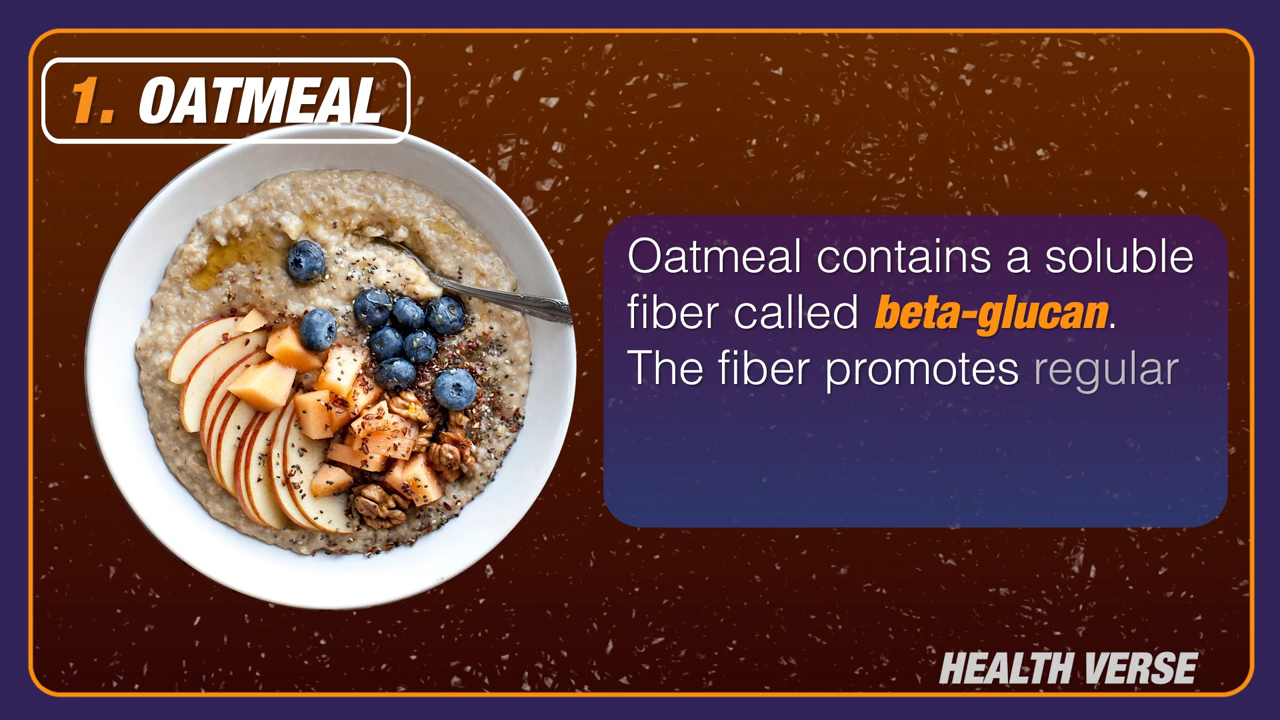 1. OATMEAL
Oatmeal contains a soluble
fiber called beta-glucan.
The fiber promotes regular
HEALTH VERSE